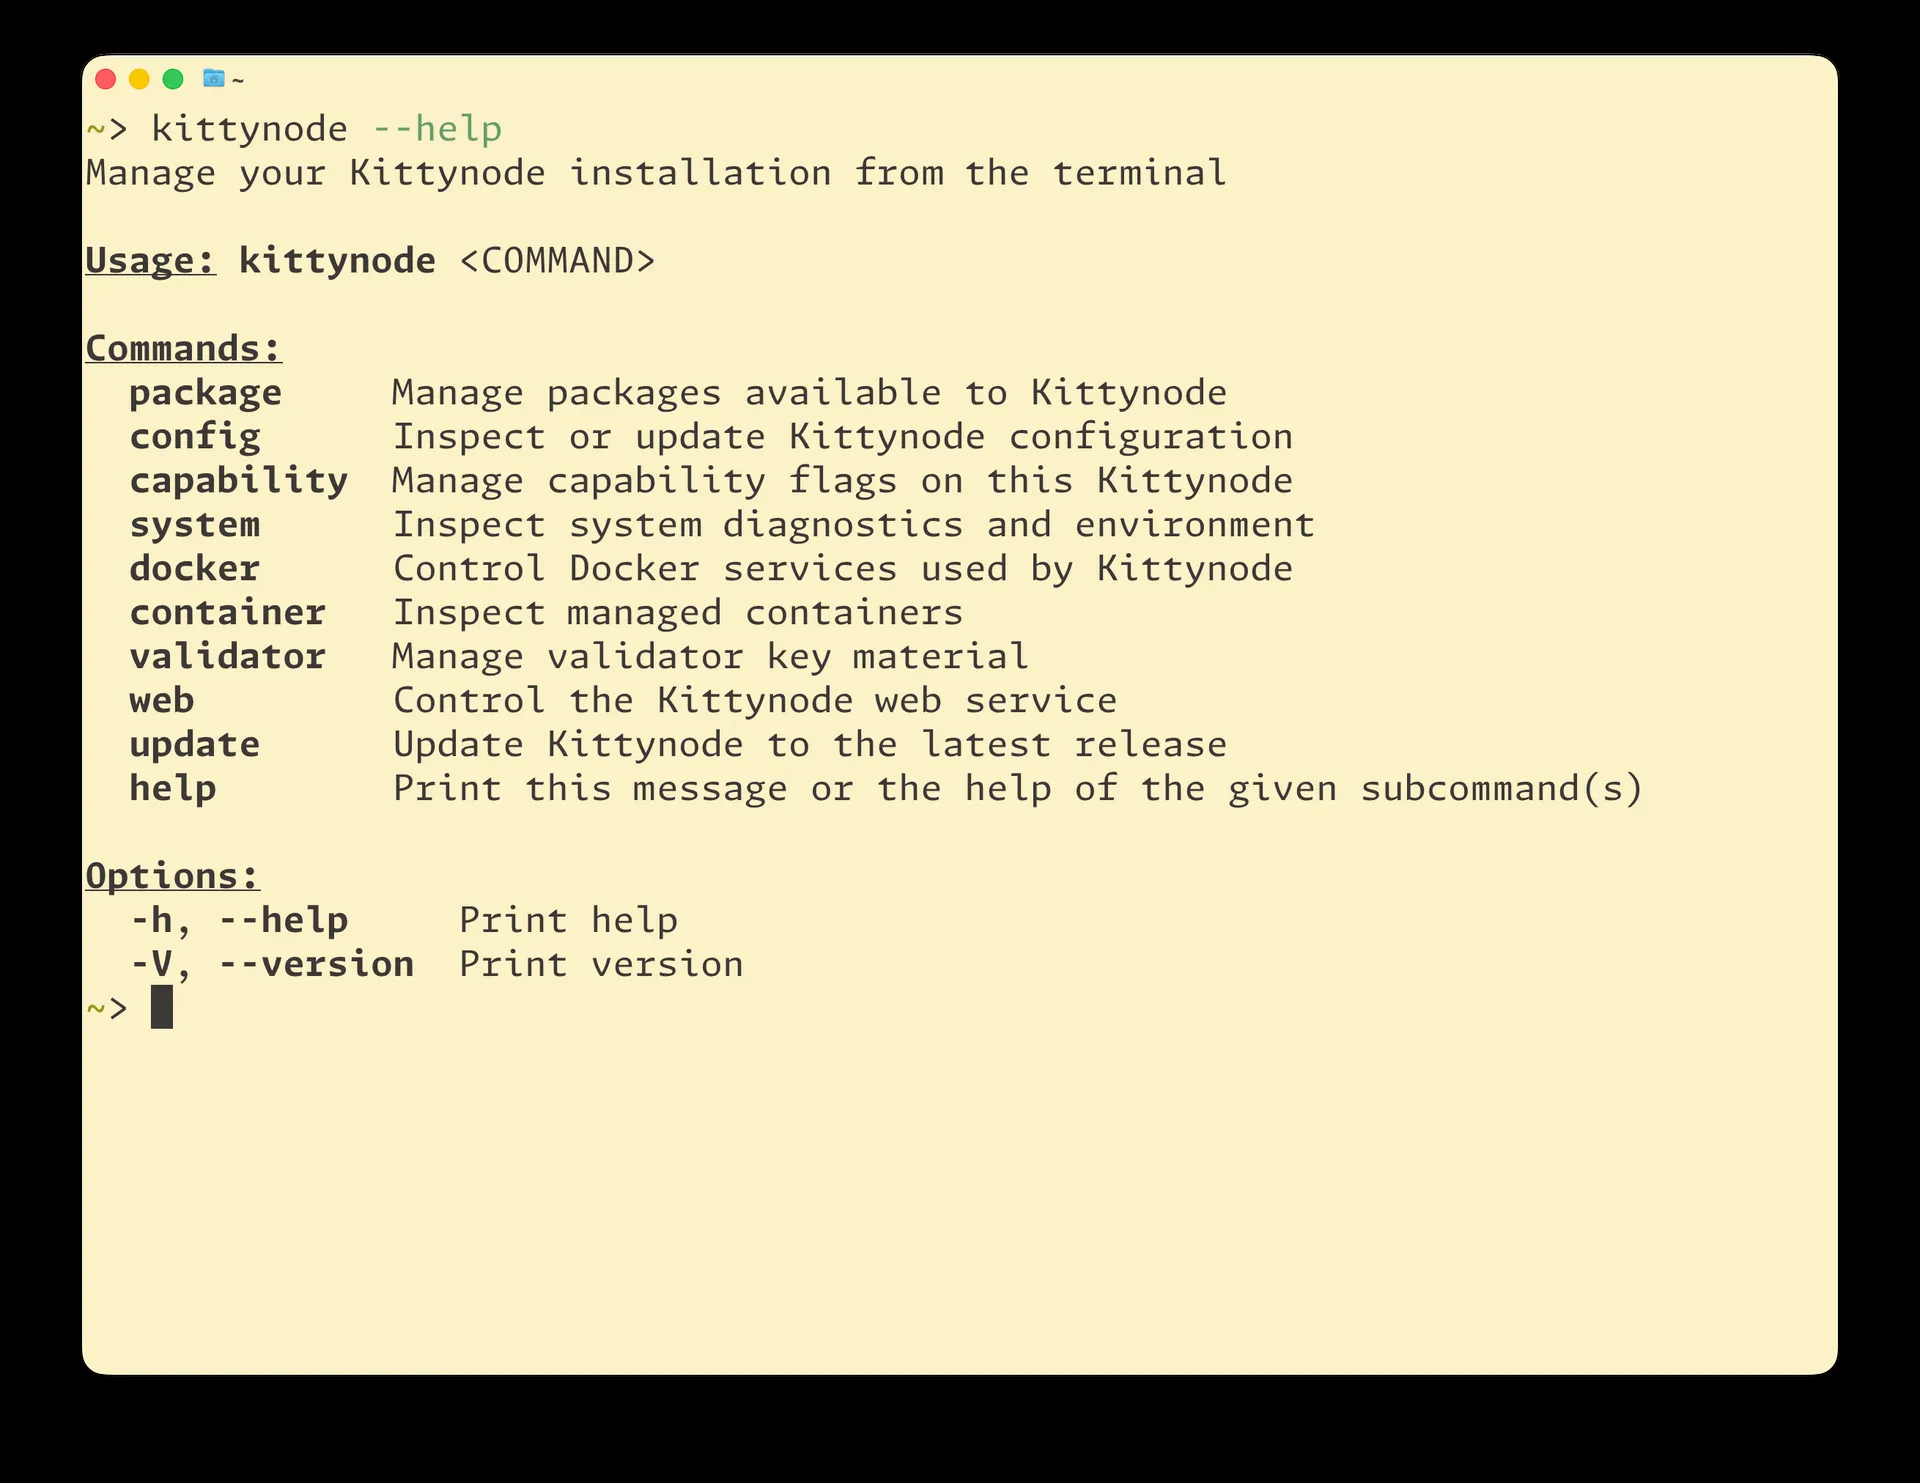 ~
~> kittynode --help
Manage your Kittynode installation from the terminal
Usage: kittynode <COMMAND>
Commands:
package Manage packages available to Kittynode
config Inspect or update Kittynode configuration
capability Manage capability flags on this Kittynode
system Inspect system diagnostics and environment
docker Control Docker services used by Kittynode
container Inspect managed containers
validator Manage validator key material
web Control the Kittynode web service
update Update Kittynode to the latest release
help Print this message or the help of the given subcommand(s)
Options:
-h, --help Print help
-V, --version Print version
~>